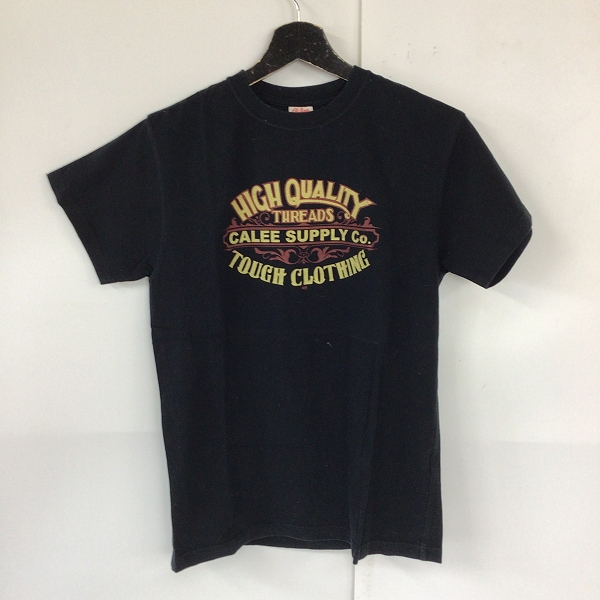 HIGH QUALITY
THREADS
CALEE SUPPLY Co.
TOUGH CLOTHING